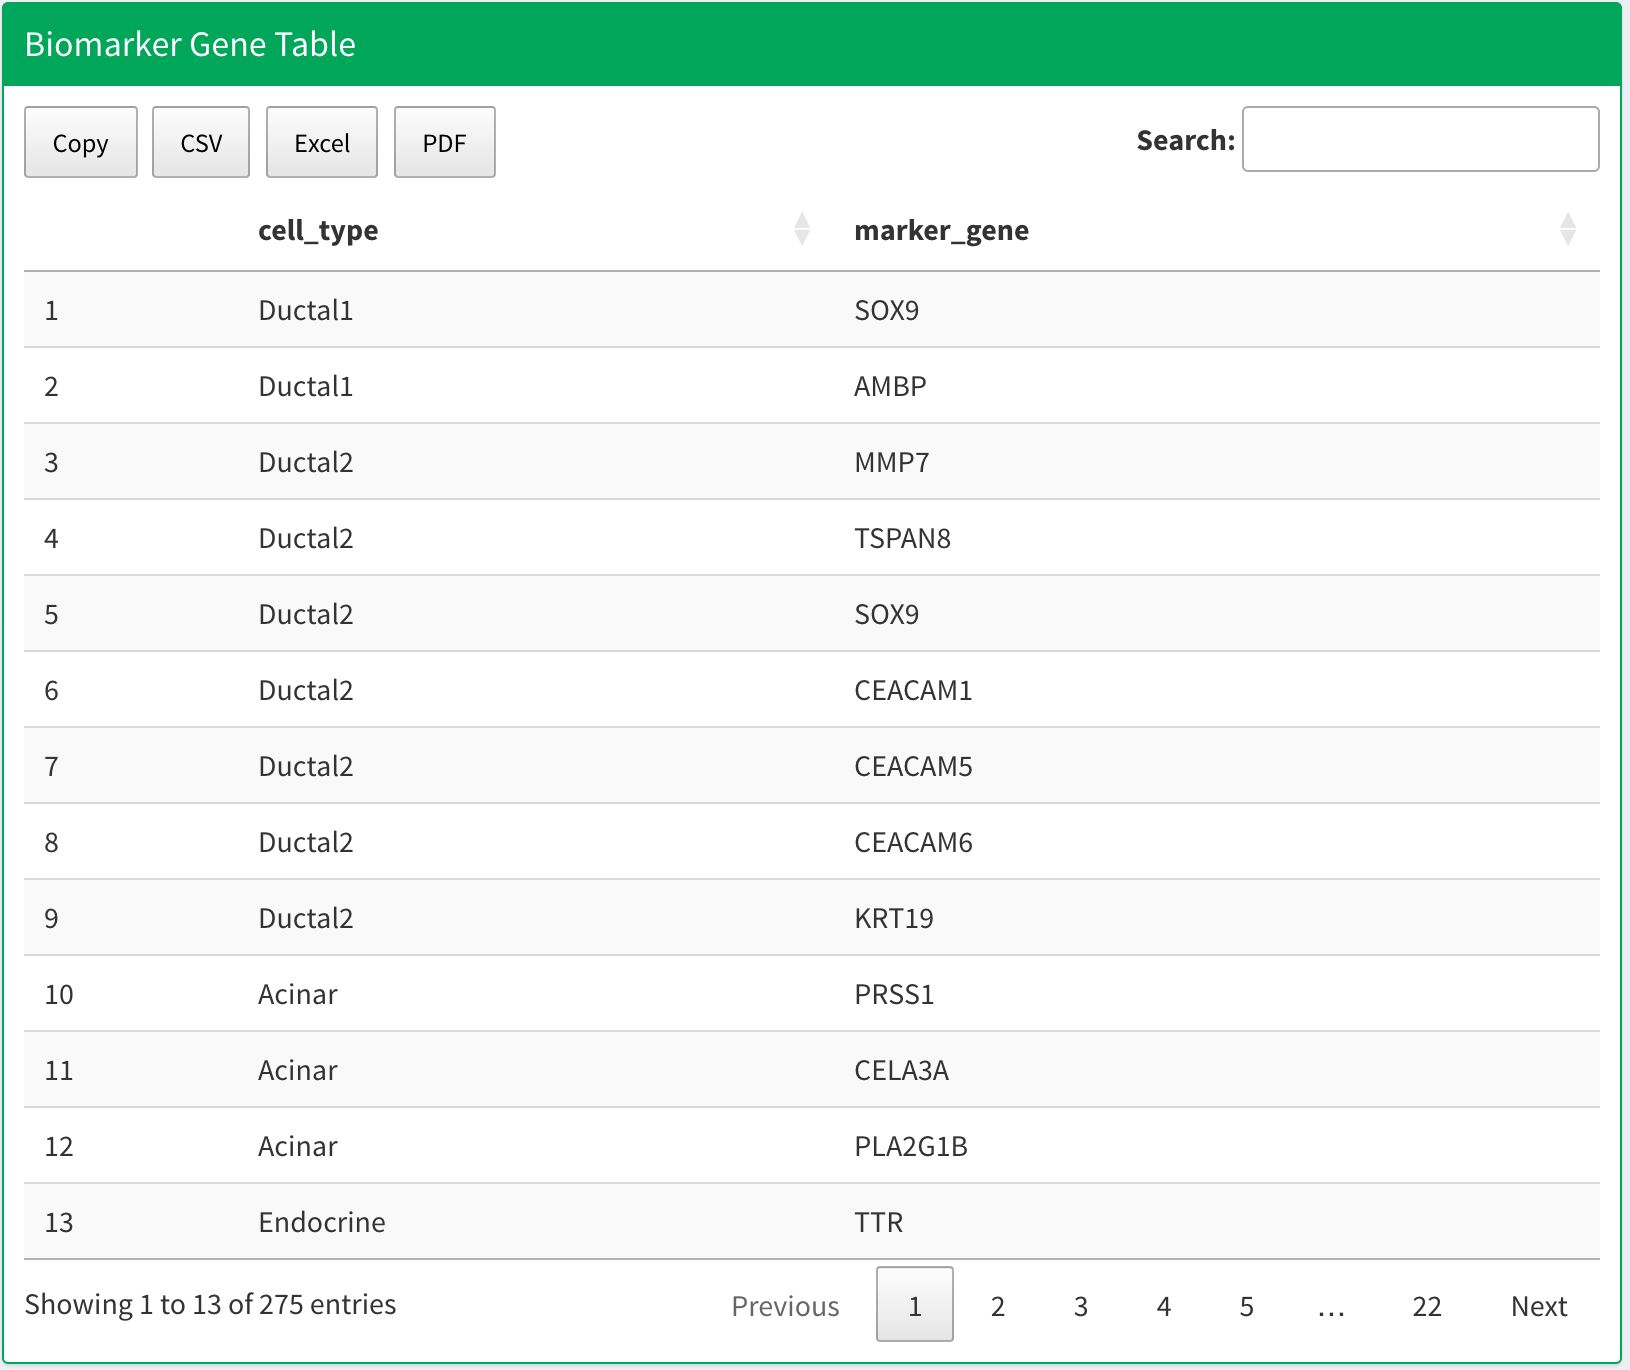 Biomarker Gene Table
Copy CSV Excel PDF Search:
cell_type marker_gene
1 Ductal1 SOX9
2 Ductal1 AMBP
3 Ductal2 MMP7
4 Ductal2 TSPAN8
5 Ductal2 SOX9
6 Ductal2 CEACAM1
7 Ductal2 CEACAM5
8 Ductal2 CEACAM6
9 Ductal2 KRT19
10 Acinar PRSS1
11 Acinar CELA3A
12 Acinar PLA2G1B
13 Endocrine TTR
Showing 1 to 13 of 275 entries Previous 1 2 3 4 5 … 22 Next